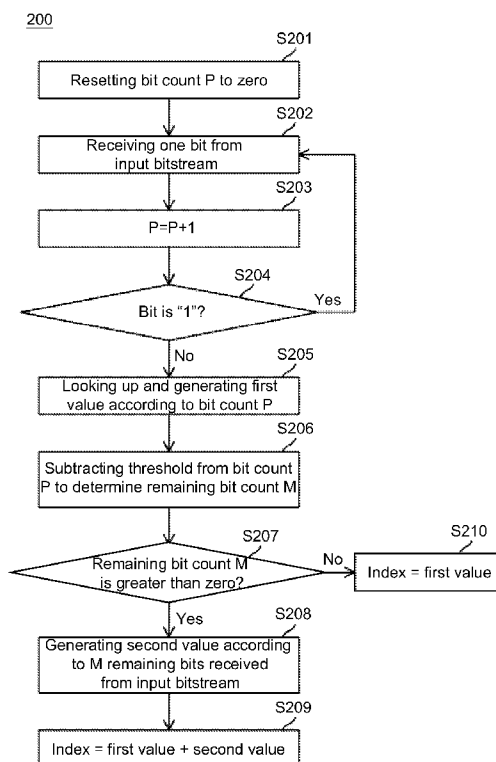 200
S201
Resetting bit count P to zero
S202
Receiving one bit from
input bitstream
S203
P=P+1
S204
Bit is “1”?
Yes
No
S205
Looking up and generating first
value according to bit count P
S206
Subtracting threshold from bit count
P to determine remaining bit count M
S207
Remaining bit count M
is greater than zero?
No
S210
Index = first value
Yes
S208
Generating second value according
to M remaining bits received
from input bitstream
S209
Index = first value + second value